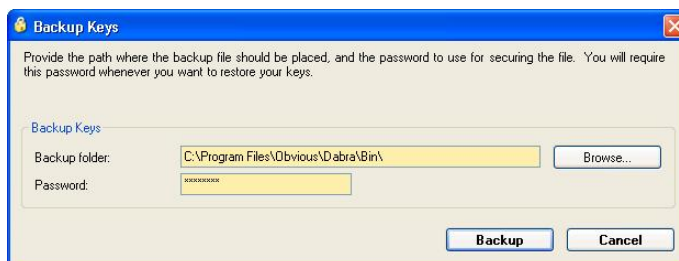 Backup Keys
Provide the path where the backup file should be placed, and the password to use for securing the file. You will require
this password whenever you want to restore your keys.
Backup Keys
Backup folder: C:\Program Files\Obvious\Dabra\Bin\ Browse...
Password: ********
Backup Cancel